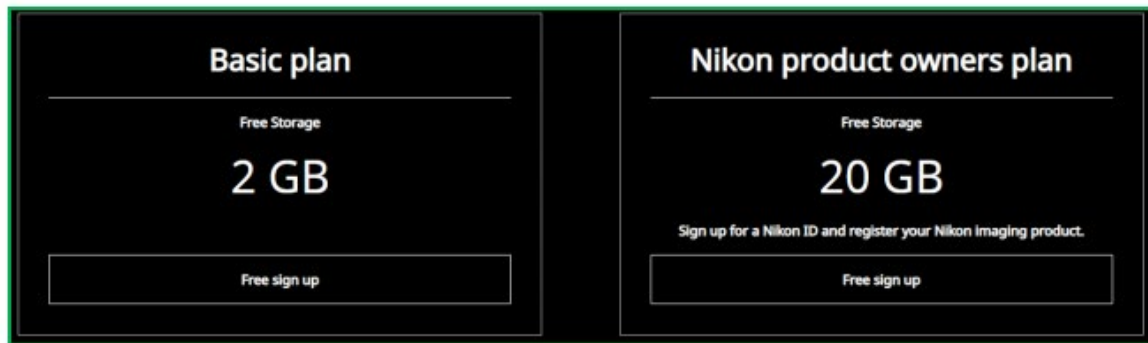 Basic plan
Free Storage
2 GB
Free sign up
Nikon product owners plan
Free Storage
20 GB
Sign up for a Nikon ID and register your Nikon imaging product.
Free sign up